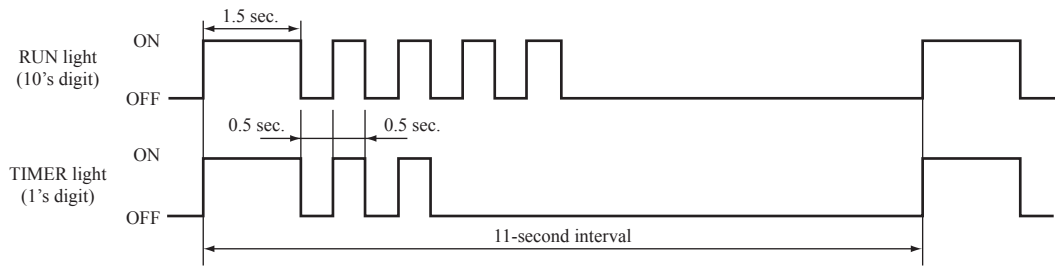 1.5 sec.
ON
RUN light
(10's digit)
OFF
0.5 sec.
0.5 sec.
ON
TIMER light
(1's digit)
OFF
11-second interval